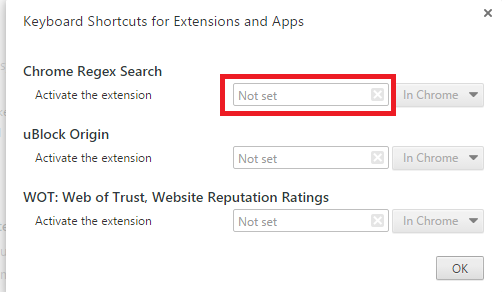 Keyboard Shortcuts for Extensions and Apps
Chrome Regex Search
Activate the extension Not set In Chrome
uBlock Origin
Activate the extension Not set In Chrome
WOT: Web of Trust, Website Reputation Ratings
Activate the extension Not set In Chrome
OK